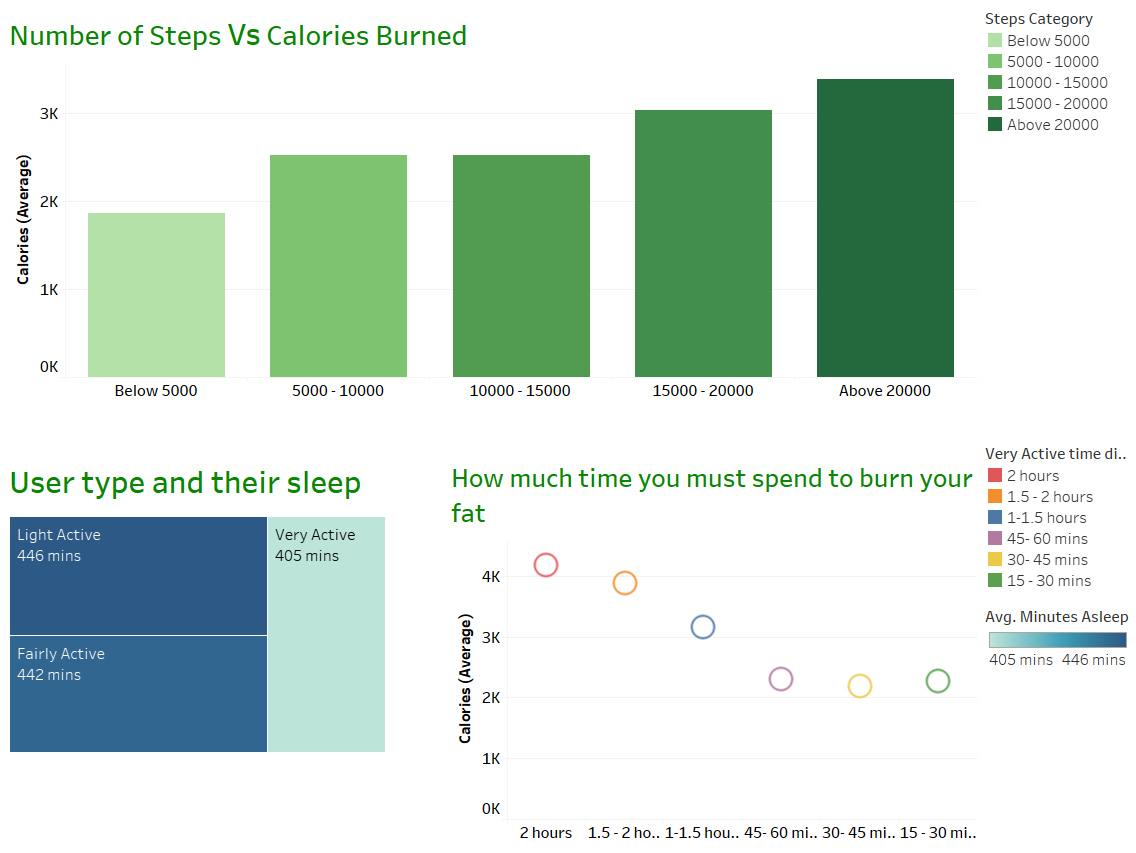 Number of Steps Vs Calories Burned
Steps Category
Below 5000
5000 - 10000
10000 - 15000
15000 - 20000
Above 20000
Calories (Average)
3K
2K
1K
0K
Below 5000
5000 - 10000
10000 - 15000
15000 - 20000
Above 20000
User type and their sleep
Light Active
446 mins
Fairly Active
442 mins
Very Active
405 mins
How much time you must spend to burn your
fat
Calories (Average)
4K
3K
2K
1K
0K
2 hours
1.5 - 2 ho..
1-1.5 hou..
45- 60 mi..
30- 45 mi..
15 - 30 mi..
Very Active time di..
2 hours
1.5 - 2 hours
1-1.5 hours
45- 60 mins
30- 45 mins
15 - 30 mins
Avg. Minutes Asleep
405 mins 446 mins